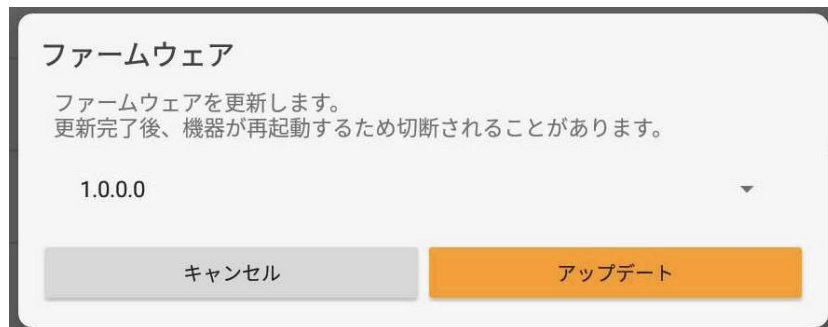 ファームウェア
ファームウェアを更新します。
更新完了後、機器が再起動するため切断されることがあります。
1.0.0.0
キャンセル
アップデート